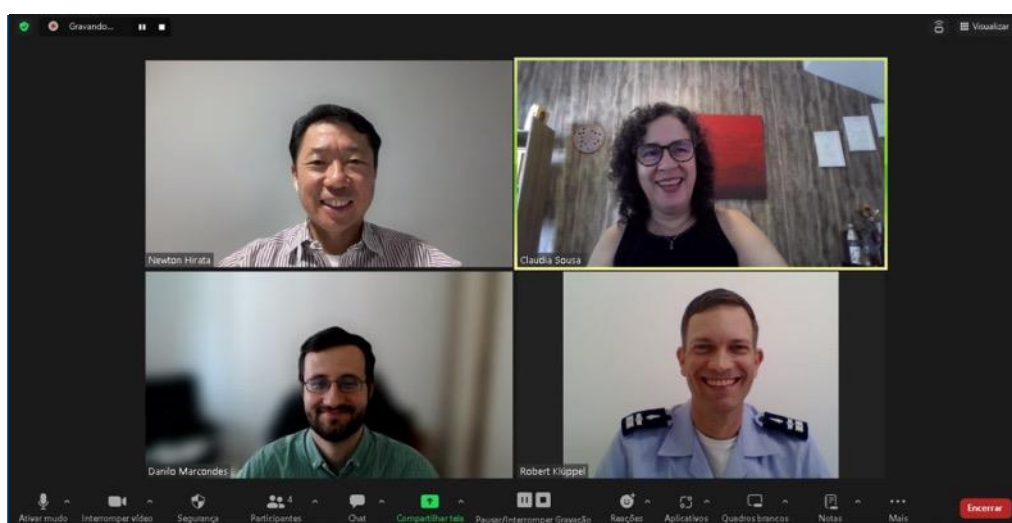 Gravando...
Visualizar
Newton Hirata
Claudia Sousa
Danilo Marcondes
Robert Klüppel
4
Ativar mudo
Interromper vídeo
Segurança
Participantes
Chat
Compartilhar tela
Pausar/Interromper Gravação
Reações
Aplicativos
Quadros brancos
Notas
Mais
Encerrar